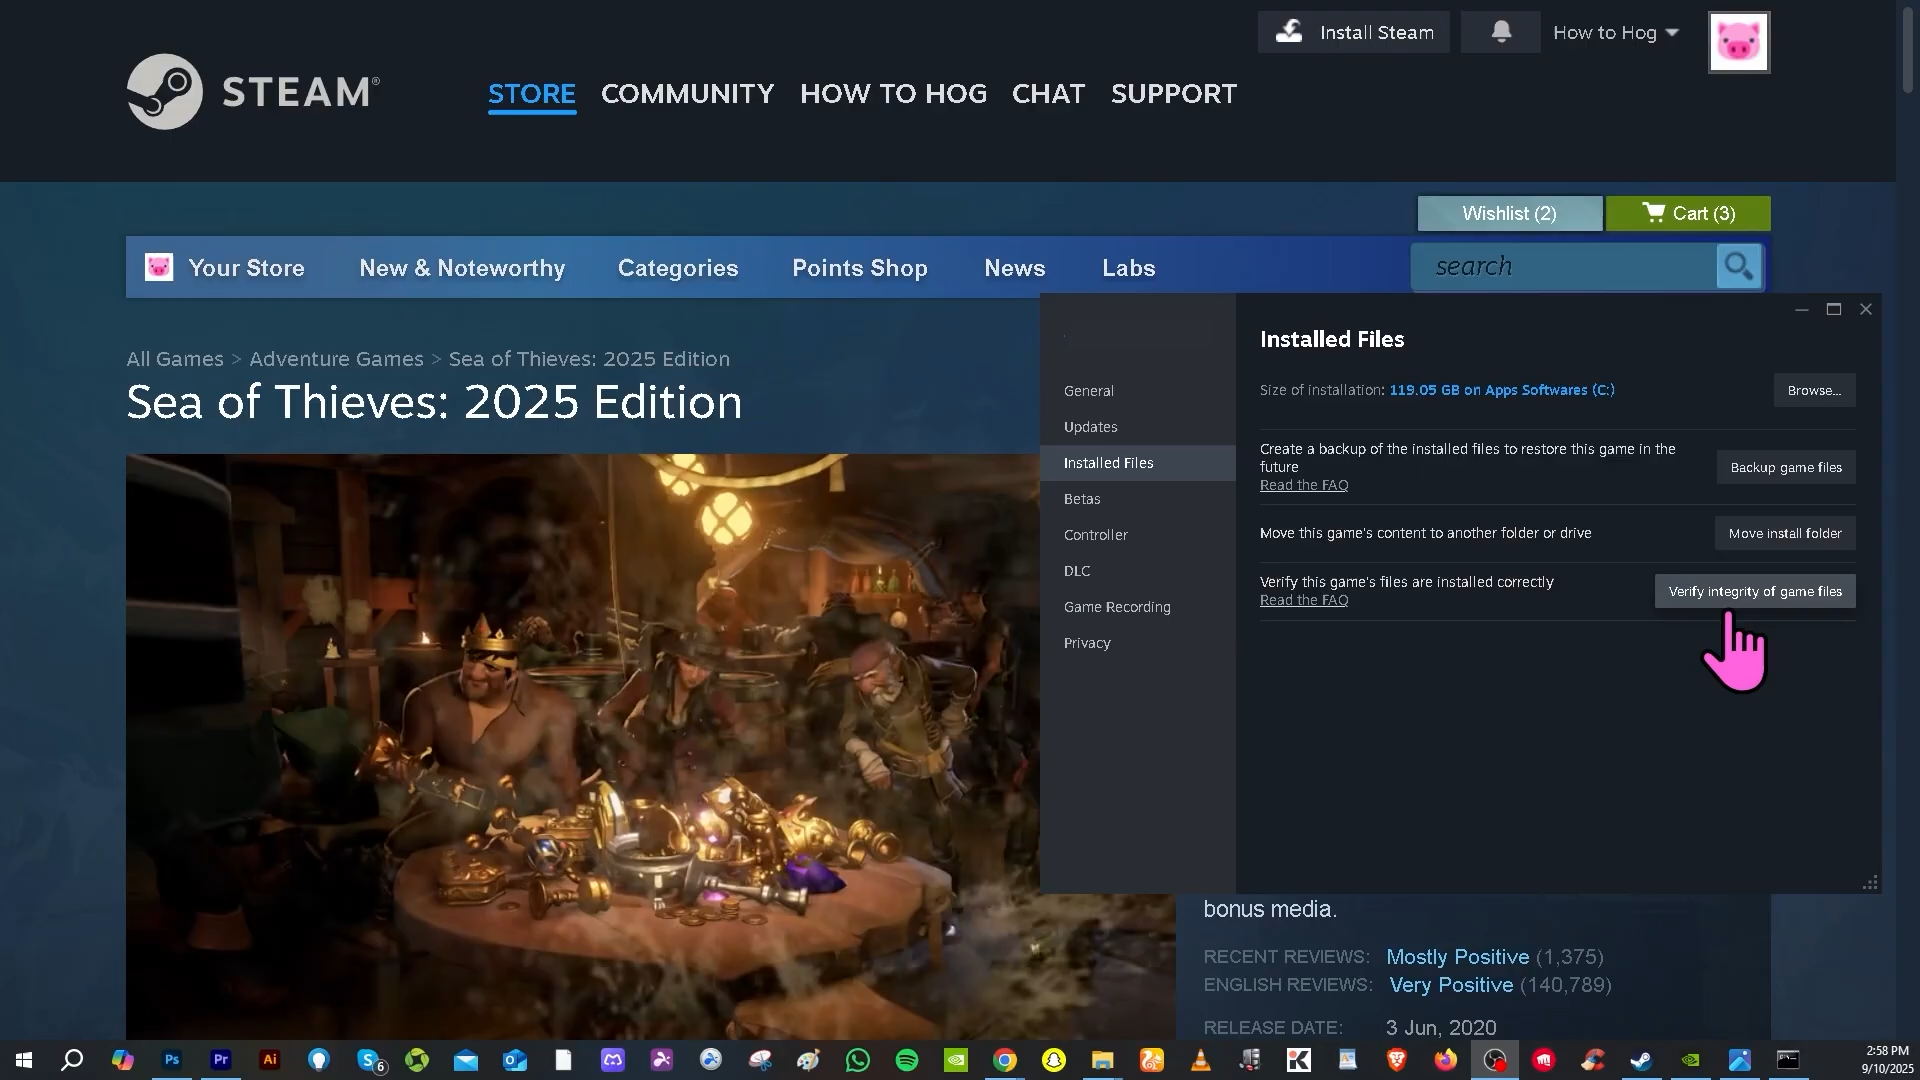 Install Steam
How to Hog
STEAM®
STORE COMMUNITY HOW TO HOG CHAT SUPPORT
Wishlist (2)
Cart (3)
Your Store New & Noteworthy Categories Points Shop News Labs
search
All Games > Adventure Games > Sea of Thieves: 2025 Edition
Sea of Thieves: 2025 Edition
General
Updates
Installed Files
Betas
Controller
DLC
Game Recording
Privacy
Installed Files
Size of installation: 119.05 GB on Apps Softwares (C:)
Browse...
Create a backup of the installed files to restore this game in the
future
Read the FAQ
Backup game files
Move this game's content to another folder or drive
Move install folder
Verify this game's files are installed correctly
Read the FAQ
Verify integrity of game files
bonus media.
RECENT REVIEWS: Mostly Positive (1,375)
ENGLISH REVIEWS: Very Positive (140,789)
RELEASE DATE: 3 Jun, 2020
Ps
Pr
Ai
S
6
K
2:58 PM
9/10/2025